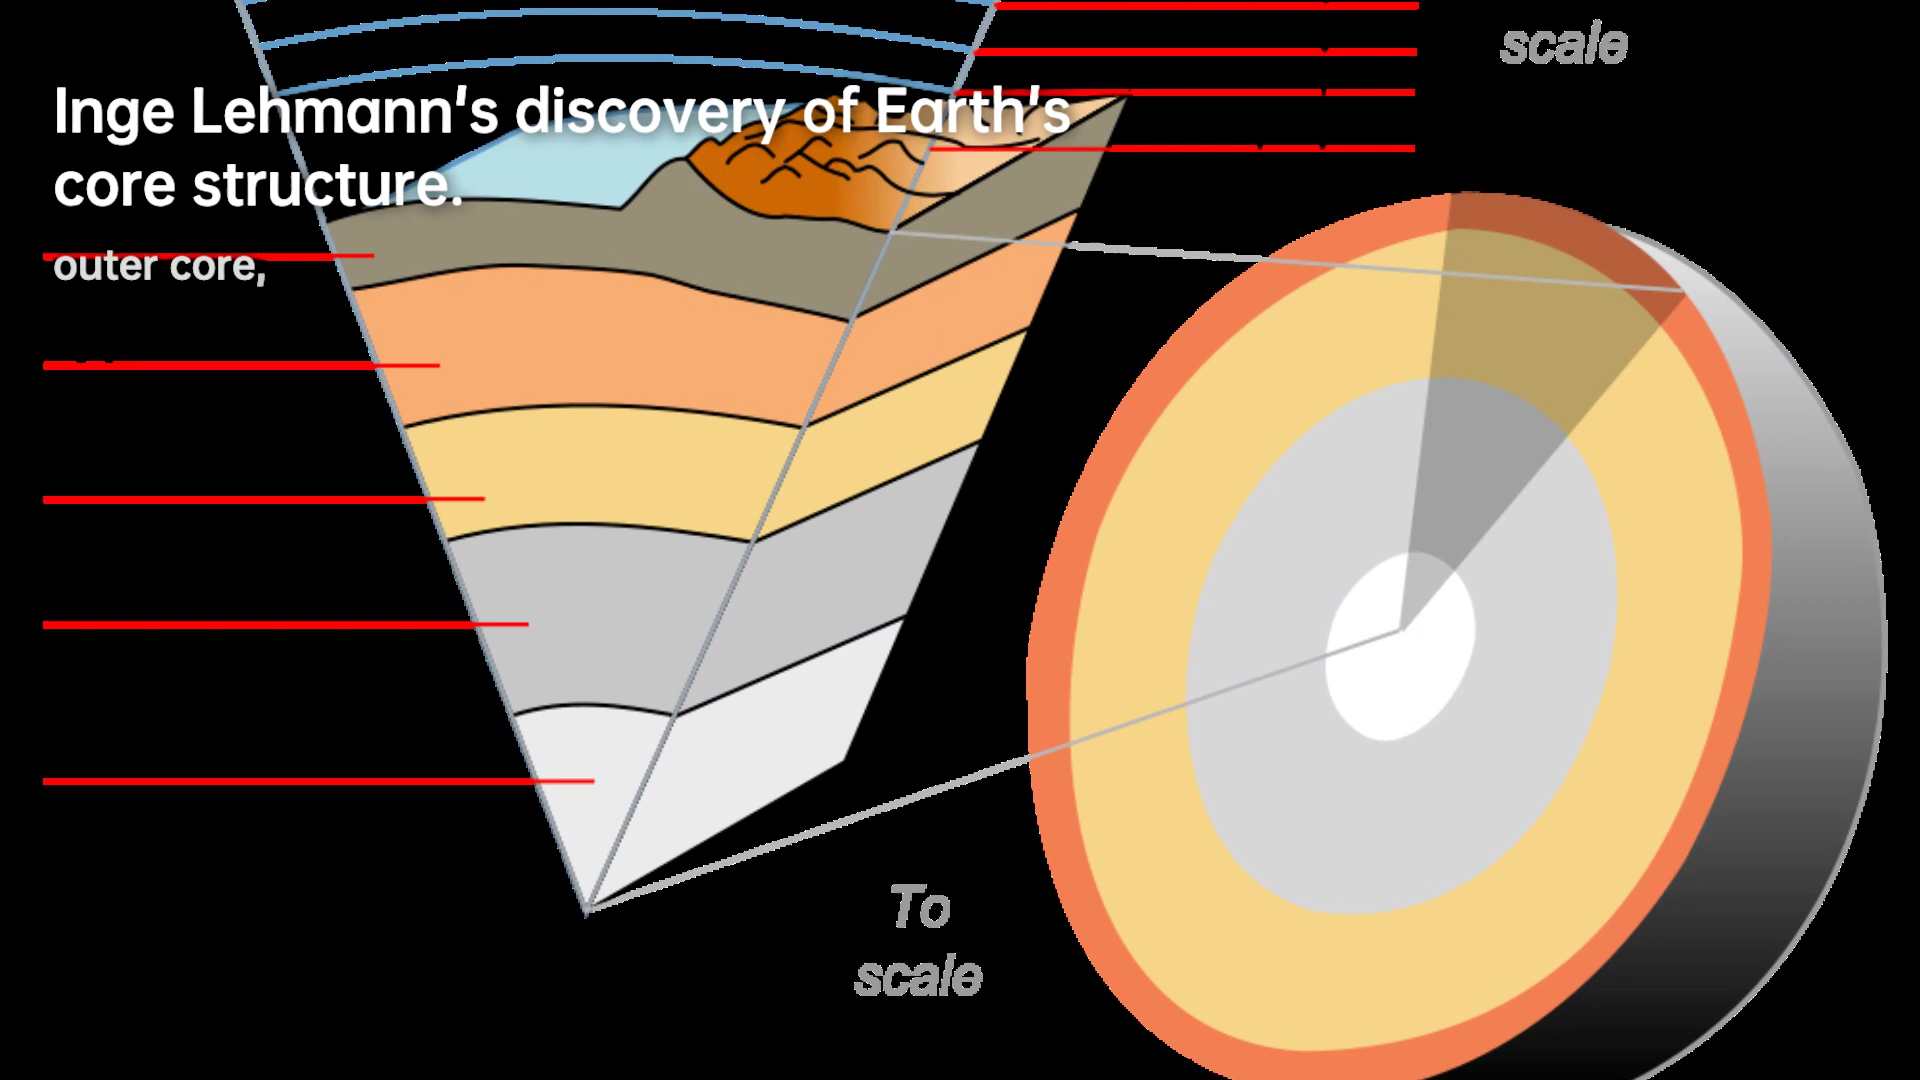 scale
Inge Lehmann's discovery of Earth's
core structure.
outer core,
To
scale